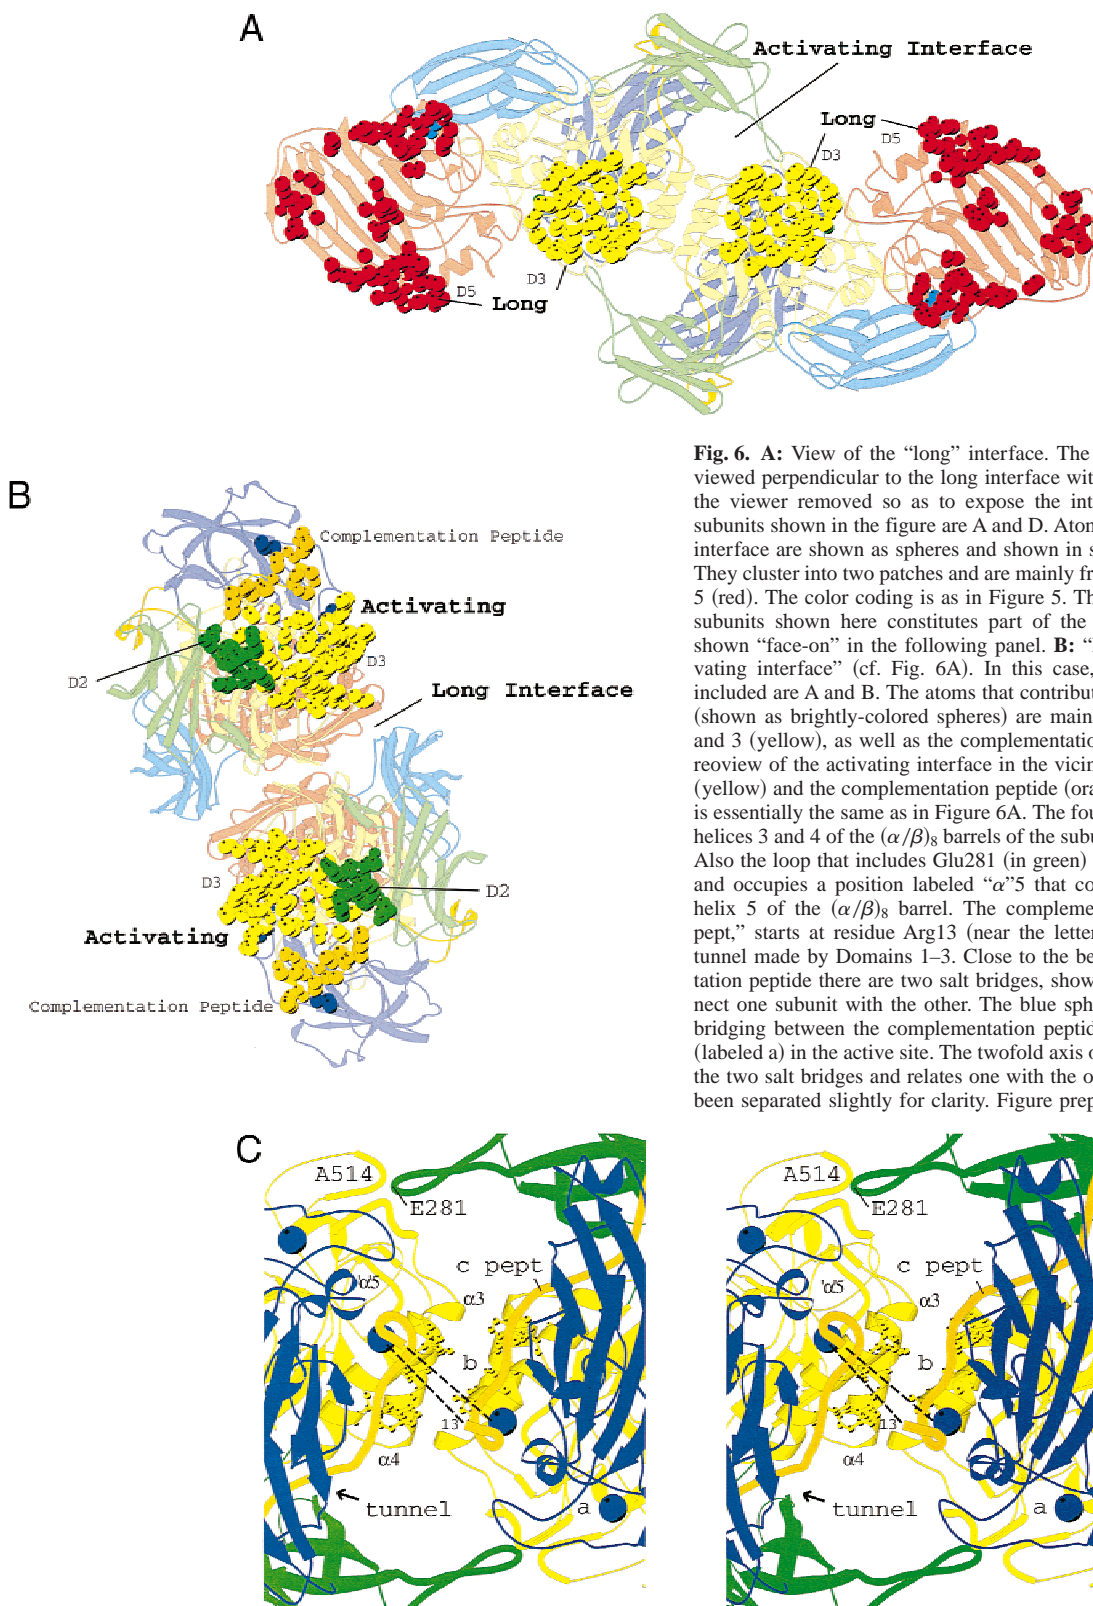 A
Activating Interface
Long
D5
D3
D3
D5
Long
B
Complementation Peptide
Activating
D3
D2
Long Interface
D3
D2
Activating
Complementation Peptide
Fig. 6. A: View of the “long” interface. The
viewed perpendicular to the long interface wit
the viewer removed so as to expose the int
subunits shown in the figure are A and D. Atom
interface are shown as spheres and shown in s
They cluster into two patches and are mainly fr
5 (red). The color coding is as in Figure 5. Th
subunits shown here constitutes part of the
shown “face-on” in the following panel. B: “
vating interface” (cf. Fig. 6A). In this case,
included are A and B. The atoms that contribut
(shown as brightly-colored spheres) are main
and 3 (yellow), as well as the complementatio
reoview of the activating interface in the vicin
(yellow) and the complementation peptide (ora
is essentially the same as in Figure 6A. The fou
helices 3 and 4 of the (α/β)₈ barrels of the subu
Also the loop that includes Glu281 (in green)
and occupies a position labeled “α”5 that co
helix 5 of the (α/β)₈ barrel. The compleme
pept,” starts at residue Arg13 (near the letter
tunnel made by Domains 1–3. Close to the be
tation peptide there are two salt bridges, show
nect one subunit with the other. The blue sph
bridging between the complementation peptid
(labeled a) in the active site. The twofold axis o
the two salt bridges and relates one with the o
been separated slightly for clarity. Figure prep
C
A514
E281
c pept
'α'5
α3
b
13
α4
tunnel
a
A514
E281
c pept
'α'5
α3
b
13
α4
tunnel
a